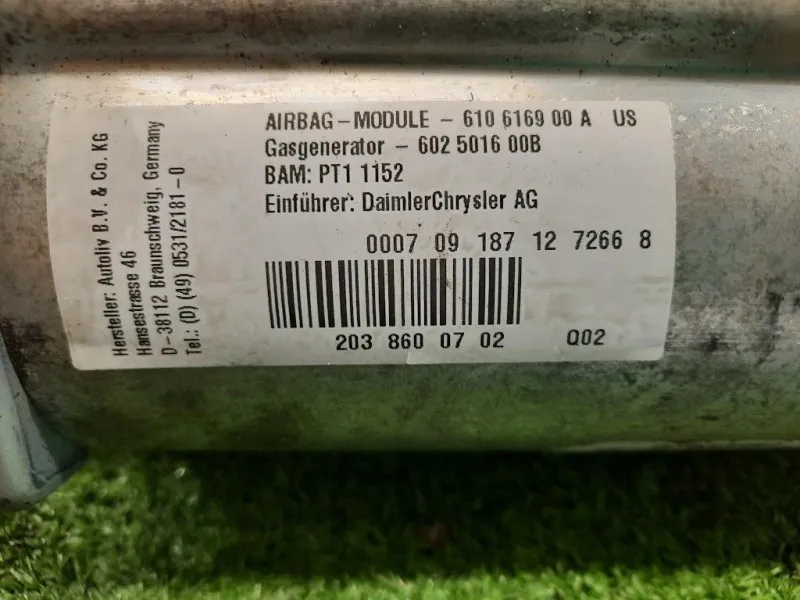 Hersteller: Autoliv B.V. & Co. KG
Hansestrasse 46
D-38112 Braunschweig, Germany
Tel.: (D) (49) 0531/2181-0
AIRBAG-MODULE - 610 6169 00 A US
Gasgenerator - 602 5016 00B
BAM: PT1 1152
Einführer: DaimlerChrysler AG
0007 09 187 12 7266 8
203 860 07 02 Q02